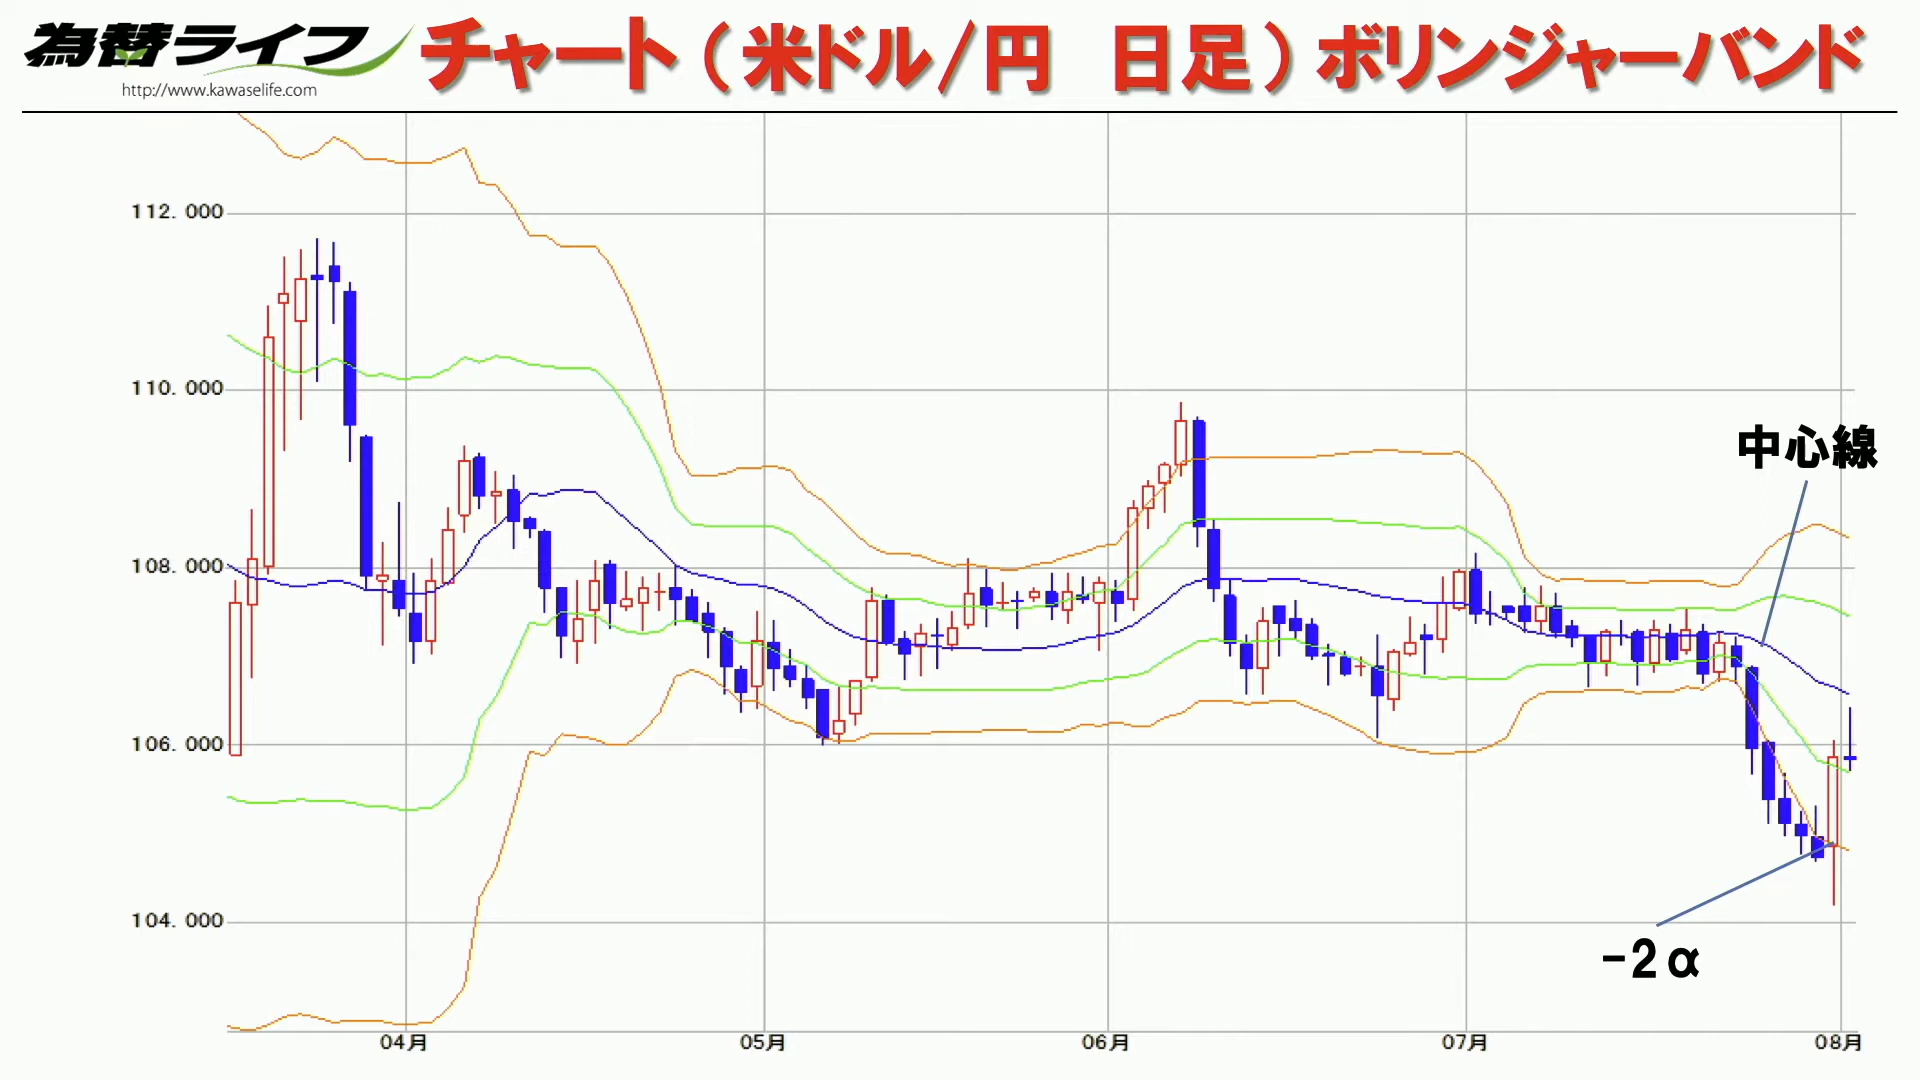 為替ライフ
http://www.kawaselife.com
チャート（米ドル/円　日足）ボリンジャーバンド
112. 000
110. 000
108. 000
106. 000
104. 000
中心線
-2α
04月
05月
06月
07月
08月